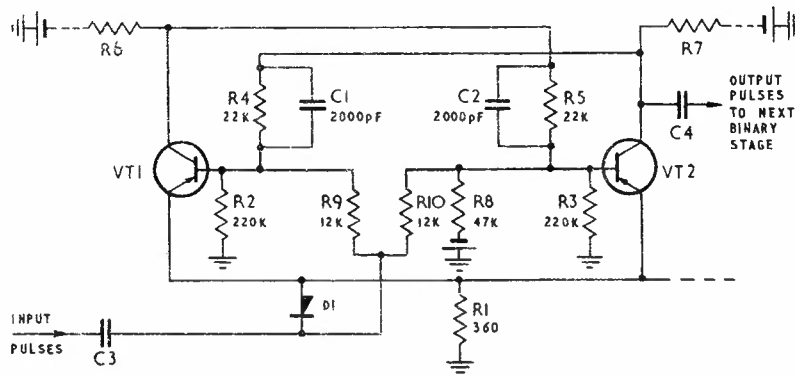 R6
R7
R4
22K
C1
2000pF
C2
2000pF
R5
22K
C4
OUTPUT
PULSES
TO NEXT
BINARY
STAGE
VT1
R2
220K
R9
12K
R10
12K
R8
47K
R3
220K
VT2
D1
R1
360
INPUT
PULSES
C3